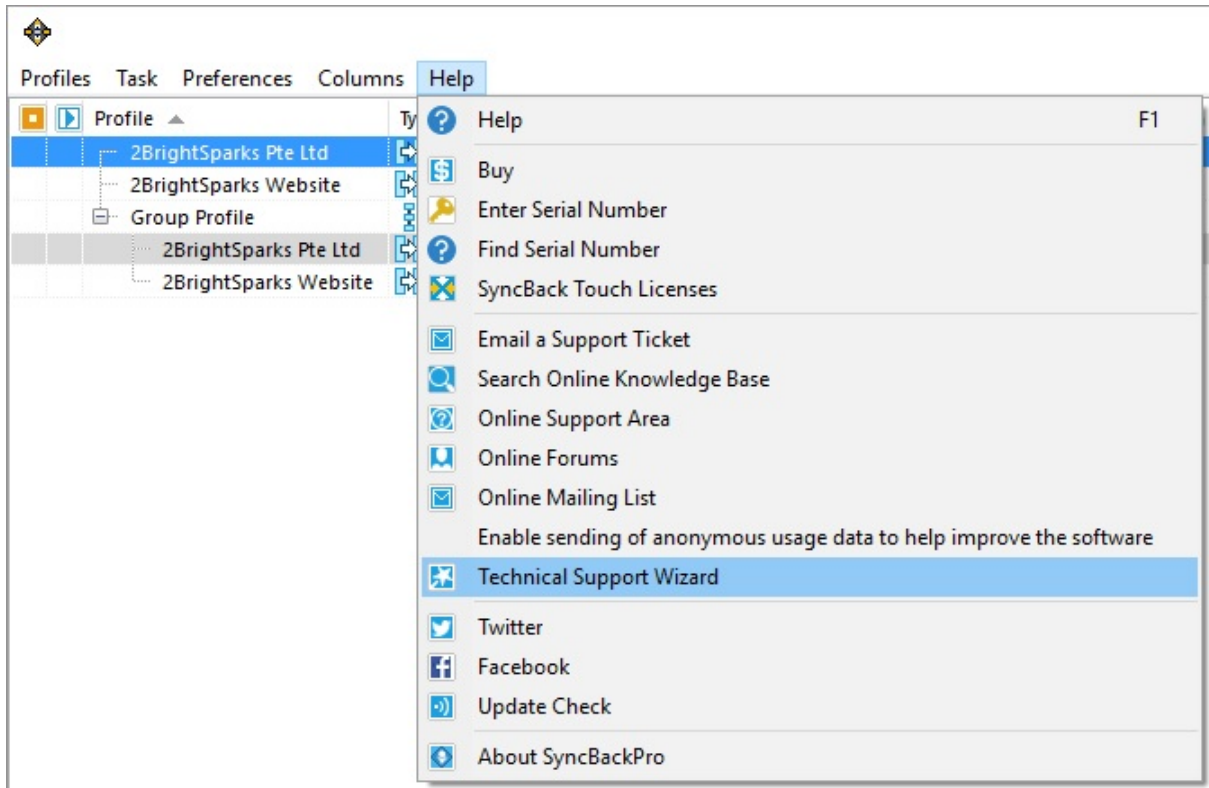 Profiles Task Preferences Columns Help
Profile Ty
2BrightSparks Pte Ltd
2BrightSparks Website
Group Profile
2BrightSparks Pte Ltd
2BrightSparks Website
Help F1
Buy
Enter Serial Number
Find Serial Number
SyncBack Touch Licenses
Email a Support Ticket
Search Online Knowledge Base
Online Support Area
Online Forums
Online Mailing List
Enable sending of anonymous usage data to help improve the software
Technical Support Wizard
Twitter
Facebook
Update Check
About SyncBackPro